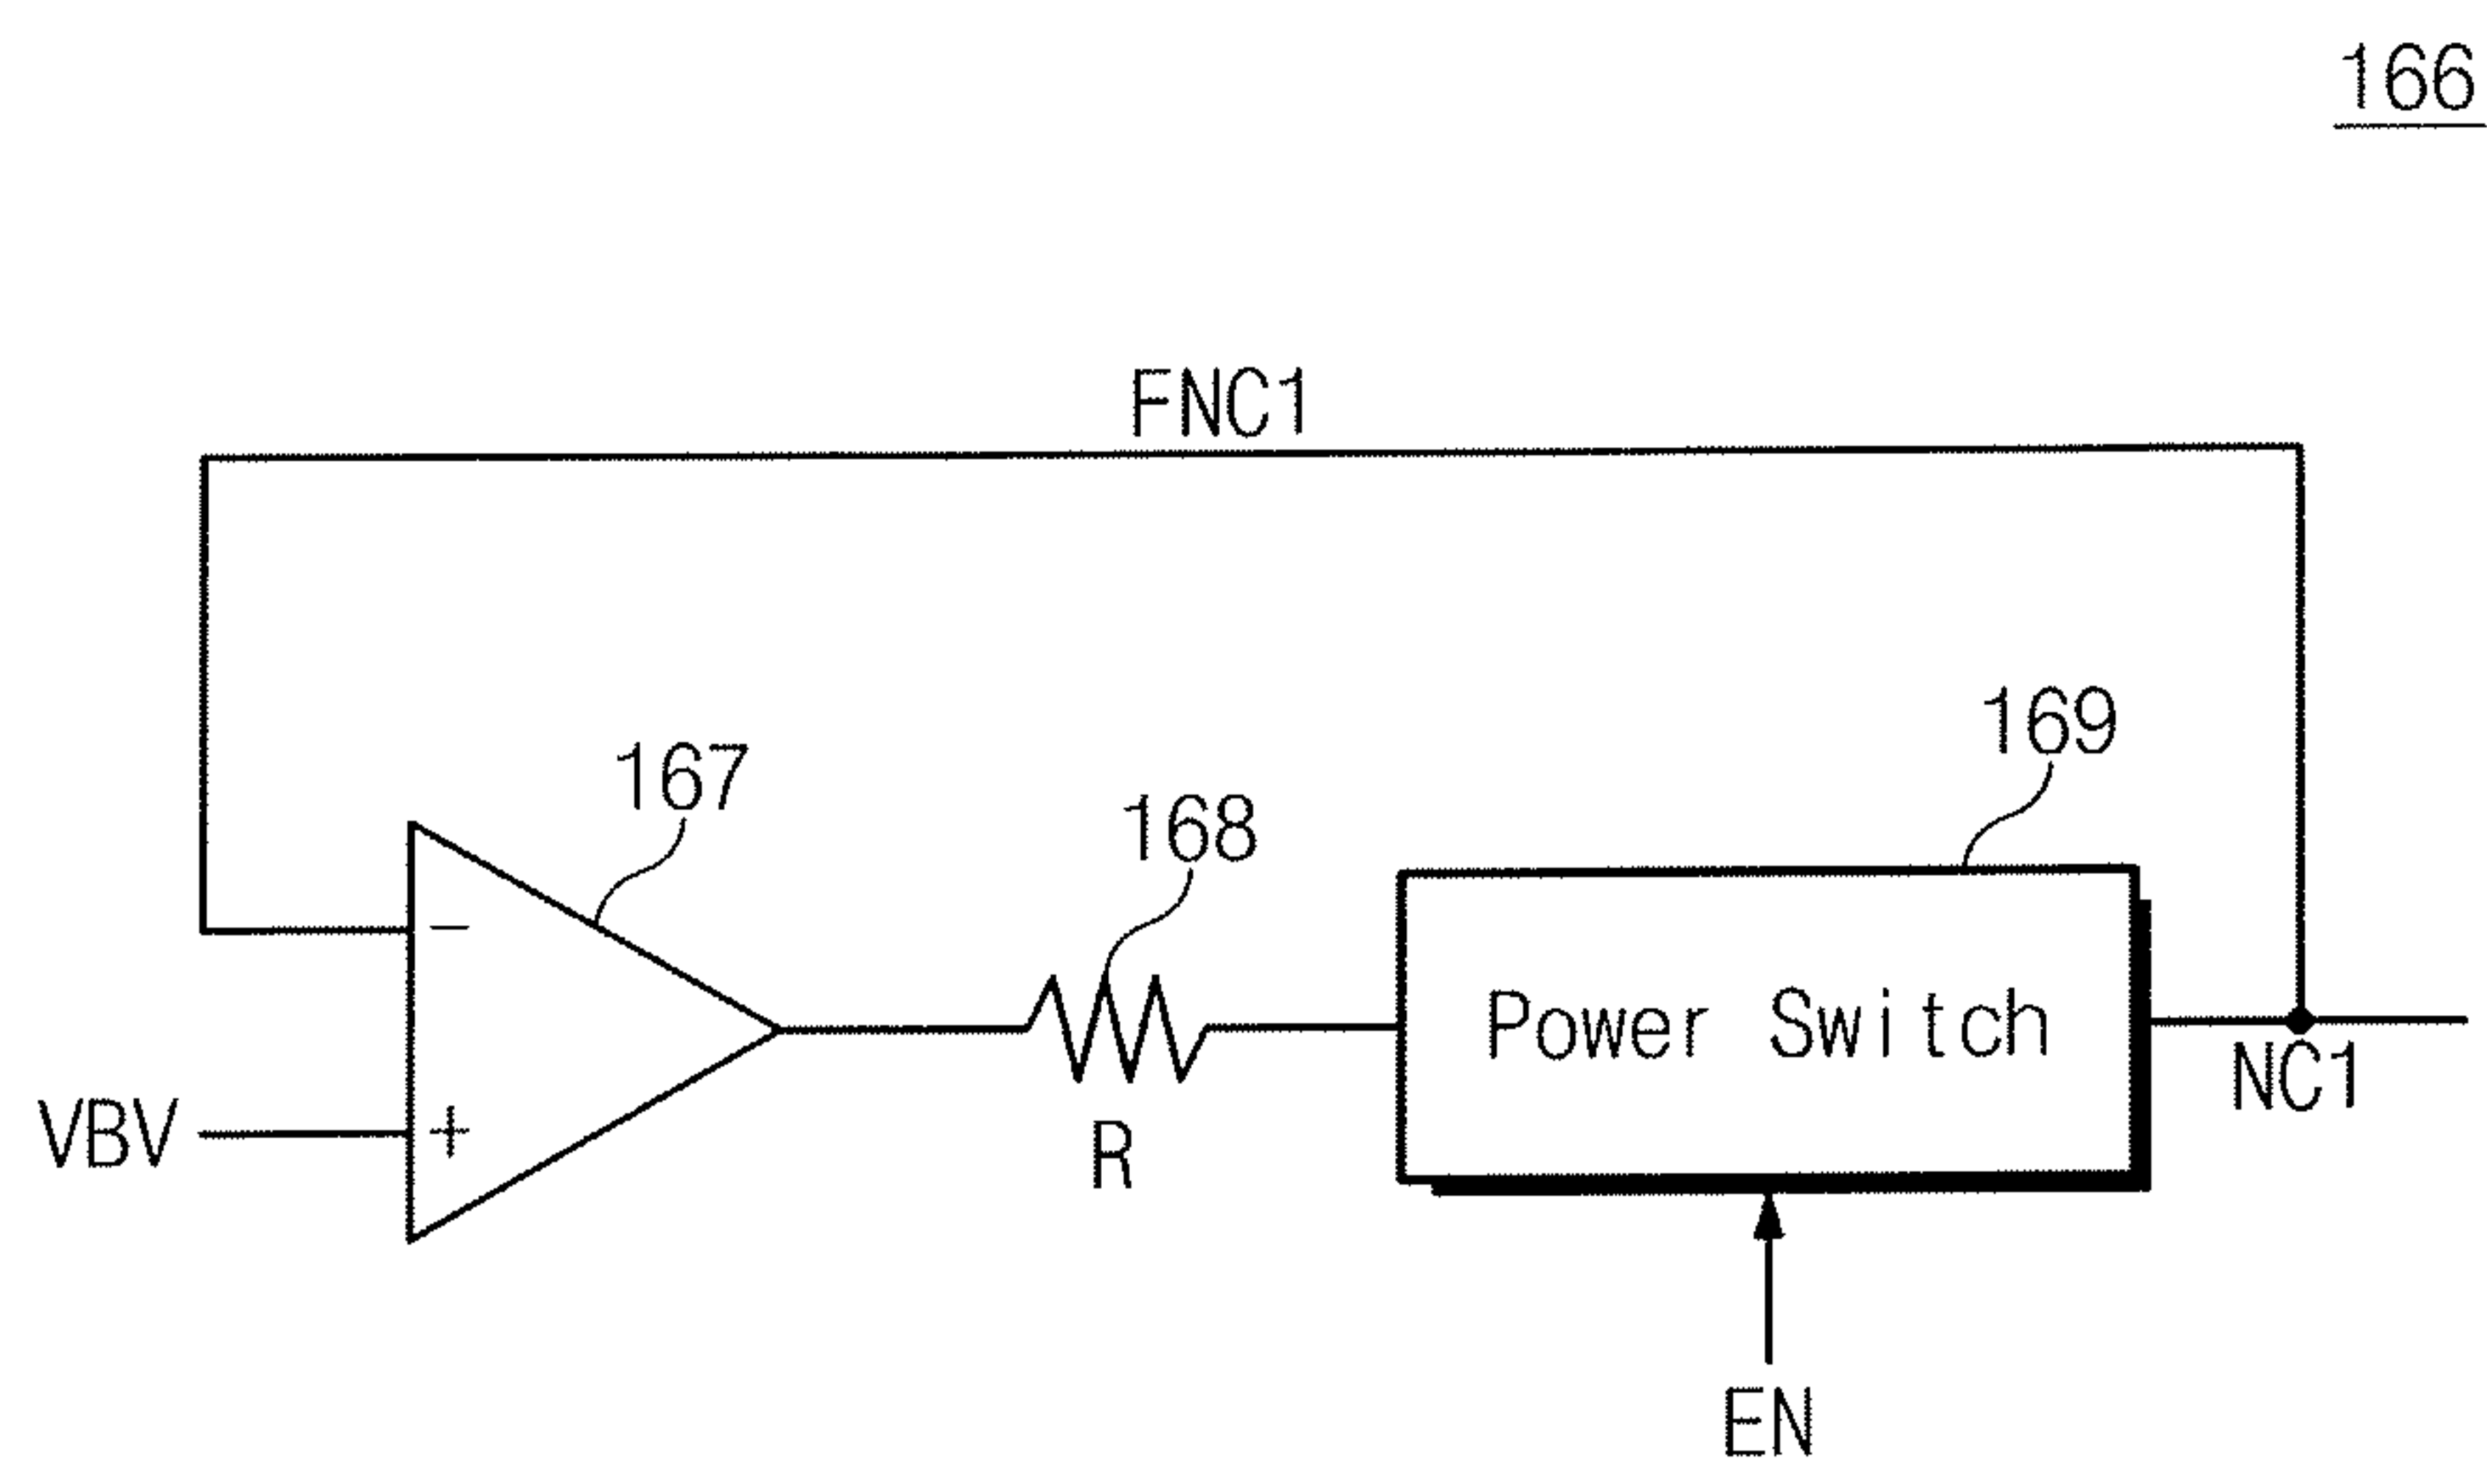 166
FNC1
167
168
169
-
+
VBV
R
Power Switch
NC1
EN